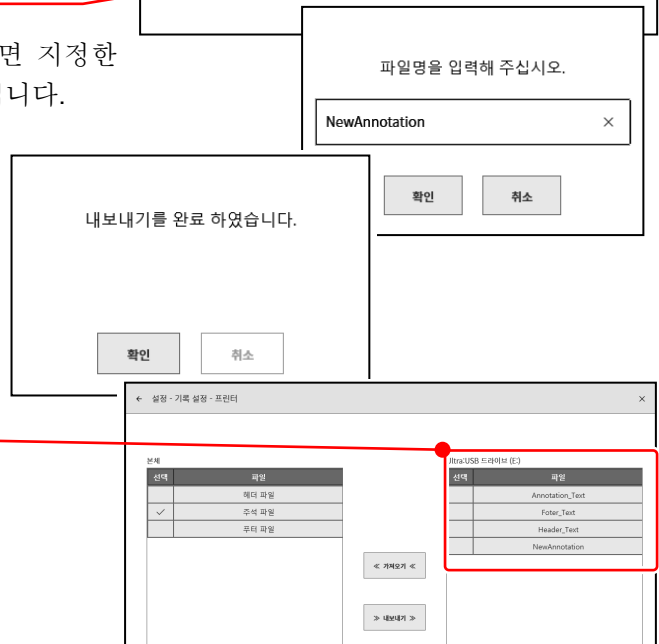 면 지정한
니다.
파일명을 입력해 주십시오.
NewAnnotation ×
확인 취소
내보내기를 완료 하였습니다.
확인 취소
← 설정 - 기록 설정 - 프린터 ×
본체
선택 파일
헤더 파일
✓ 주석 파일
푸터 파일
Jltra:USB 드라이브 (E:)
선택 파일
Annotation_Text
Foter_Text
Header_Text
NewAnnotation
≪ 가져오기 ≪
≫ 내보내기 ≫